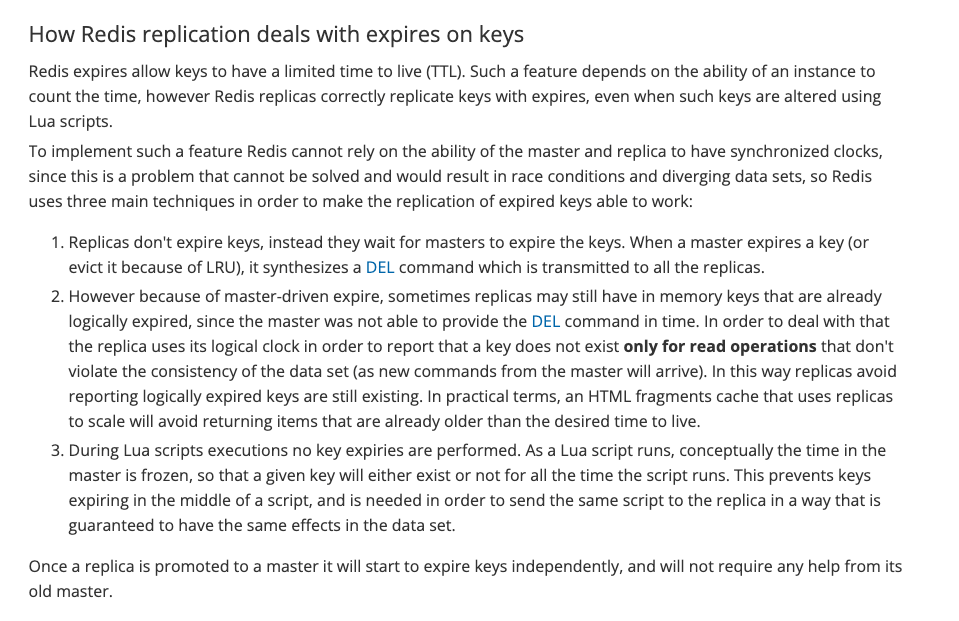 How Redis replication deals with expires on keys
Redis expires allow keys to have a limited time to live (TTL). Such a feature depends on the ability of an instance to
count the time, however Redis replicas correctly replicate keys with expires, even when such keys are altered using
Lua scripts.
To implement such a feature Redis cannot rely on the ability of the master and replica to have synchronized clocks,
since this is a problem that cannot be solved and would result in race conditions and diverging data sets, so Redis
uses three main techniques in order to make the replication of expired keys able to work:
1. Replicas don't expire keys, instead they wait for masters to expire the keys. When a master expires a key (or
evict it because of LRU), it synthesizes a DEL command which is transmitted to all the replicas.
2. However because of master-driven expire, sometimes replicas may still have in memory keys that are already
logically expired, since the master was not able to provide the DEL command in time. In order to deal with that
the replica uses its logical clock in order to report that a key does not exist only for read operations that don't
violate the consistency of the data set (as new commands from the master will arrive). In this way replicas avoid
reporting logically expired keys are still existing. In practical terms, an HTML fragments cache that uses replicas
to scale will avoid returning items that are already older than the desired time to live.
3. During Lua scripts executions no key expiries are performed. As a Lua script runs, conceptually the time in the
master is frozen, so that a given key will either exist or not for all the time the script runs. This prevents keys
expiring in the middle of a script, and is needed in order to send the same script to the replica in a way that is
guaranteed to have the same effects in the data set.
Once a replica is promoted to a master it will start to expire keys independently, and will not require any help from its
old master.